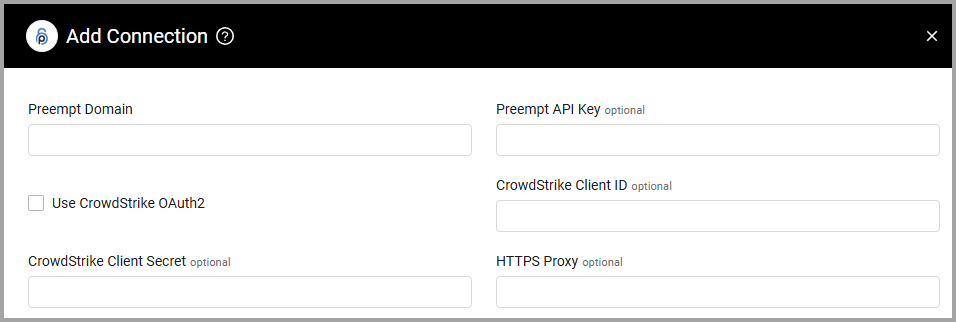 Add Connection ?
Preempt Domain
Preempt API Key optional
Use CrowdStrike OAuth2
CrowdStrike Client ID optional
CrowdStrike Client Secret optional
HTTPS Proxy optional